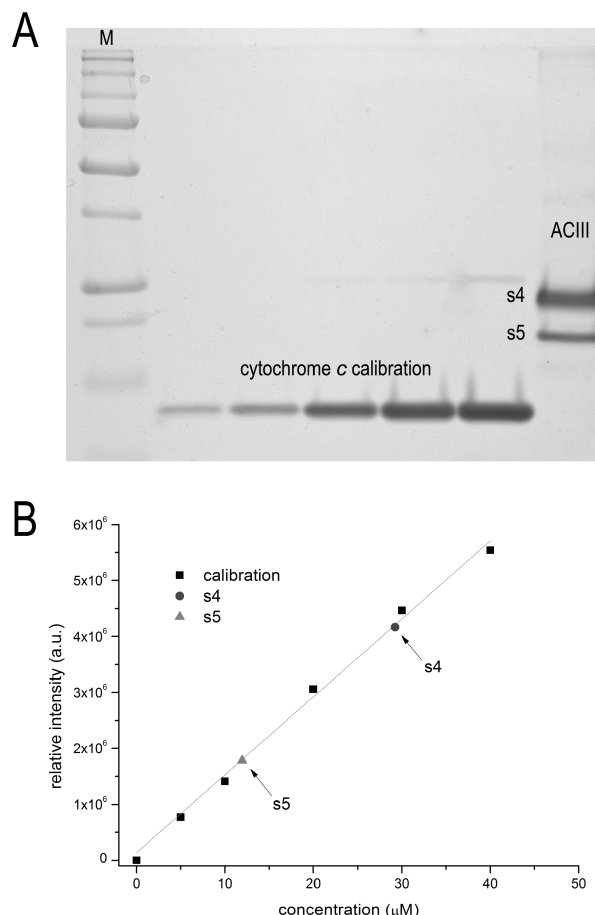 A
M
ACIII
s4
s5
cytochrome c calibration
B
6x10⁶
5x10⁶
4x10⁶
3x10⁶
2x10⁶
1x10⁶
0
relative intensity (a.u.)
calibration
s4
s5
s4
s5
0 10 20 30 40 50
concentration (μM)